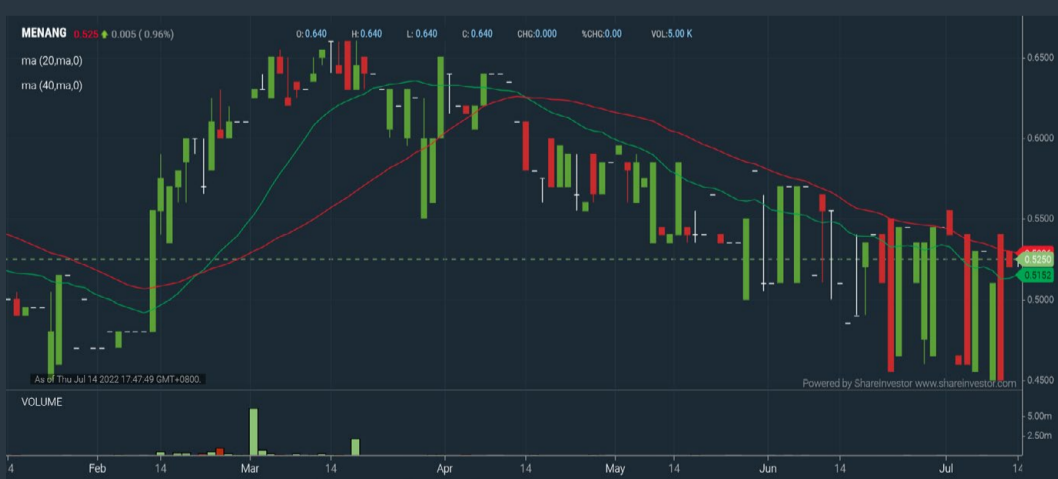 MENANG 0.525 0.005 ( 0.96%) O: 0.640 H: 0.640 L: 0.640 C: 0.640 CHG:0.000 %CHG:0.00 VOL:5.00 K
ma (20,ma,0)
ma (40,ma,0)
0.6500
0.6000
0.5500
0.5250
0.5152
0.5000
0.4500
As of Thu Jul 14 2022 17:47:49 GMT+0800.
Powered by ShareInvestor www.shareinvestor.com
VOLUME
5.00m
2.50m
4 Feb 14 Mar 14 Apr 14 May 14 Jun 14 Jul 14